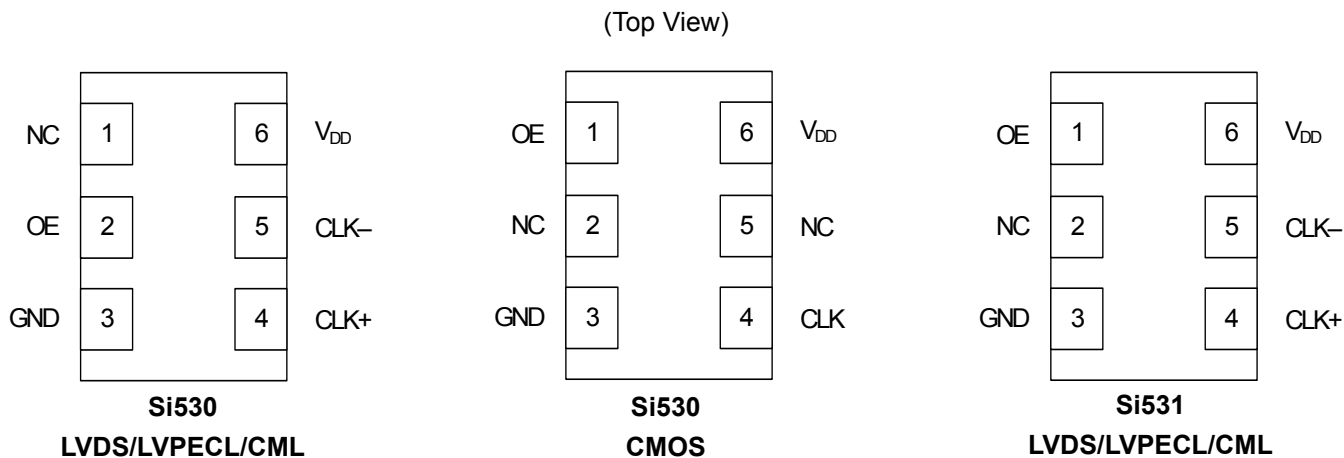 (Top View)
NC 1 6 VDD
OE 2 5 CLK–
GND 3 4 CLK+
Si530
LVDS/LVPECL/CML
OE 1 6 VDD
NC 2 5 NC
GND 3 4 CLK
Si530
CMOS
OE 1 6 VDD
NC 2 5 CLK–
GND 3 4 CLK+
Si531
LVDS/LVPECL/CML